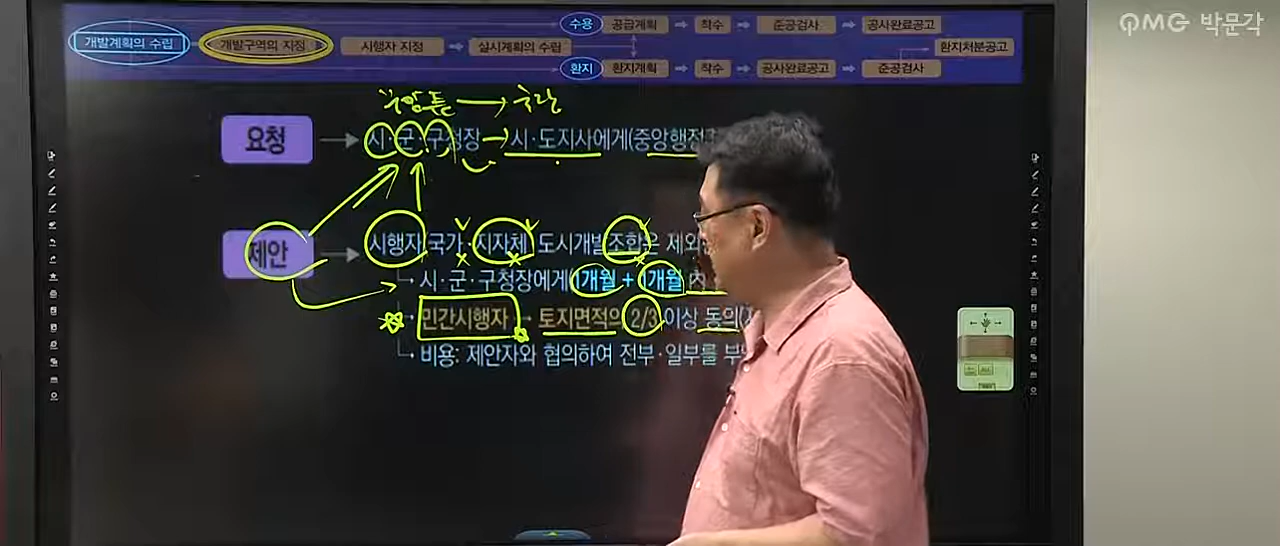 QMG 박문각
수용 공급계획 착수 준공검사 공사완료공고
개발계획의 수립 개발구역의 지정 시행자 지정 실시계획의 수립 환지처분공고
환지 환지계획 착수 공사완료공고 준공검사
요청 시·군·구청장 → 시·도지사에게(중앙행정
제안 시행자 국가·지자체 도시개발조합은 제외
시·군·구청장에게(1개월 + 1개월 内
민간시행자 → 토지면적의 2/3 이상 동의(
비용: 제안자와 협의하여 전부·일부를 부